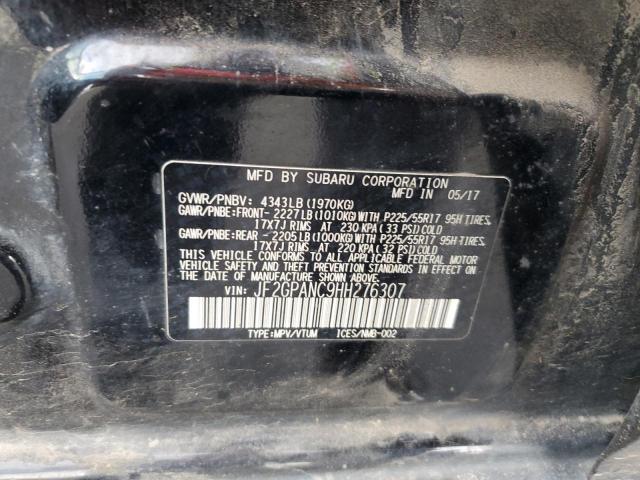 MFD BY SUBARU CORPORATION
GVWR/PNBV: 4343LB (1970KG) MFD IN 05/17
GAWR/PNBE:FRONT-2227LB(1010KG)WITH P225/55R17 95H TIRES,
17X7J RIMS AT 230 KPA (33 PSI) COLD
GAWR/PNBE:REAR-2205LB(1000KG)WITH P225/55R17 95H TIRES,
17X7J RIMS AT 220 KPA (32 PSI) COLD
THIS VEHICLE CONFORMS TO ALL APPLICABLE FEDERAL MOTOR
VEHICLE SAFETY STANDARDS IN EFFECT ON
THE DATE OF MANUFACTURE SHOWN ABOVE.
VIN: JF2GPANC9HH276307
TYPE:MPV/VTUM ICES/NMB-002